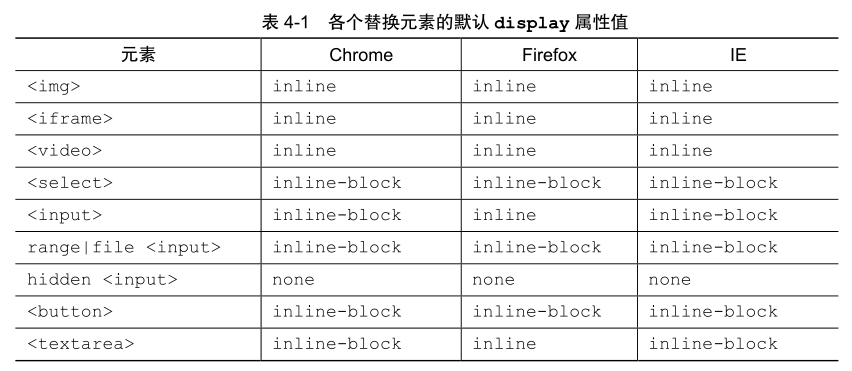 表 4-1 各个替换元素的默认 display 属性值
元素 Chrome Firefox IE
<img> inline inline inline
<iframe> inline inline inline
<video> inline inline inline
<select> inline-block inline-block inline-block
<input> inline-block inline inline-block
range|file <input> inline-block inline-block inline-block
hidden <input> none none none
<button> inline-block inline-block inline-block
<textarea> inline-block inline inline-block